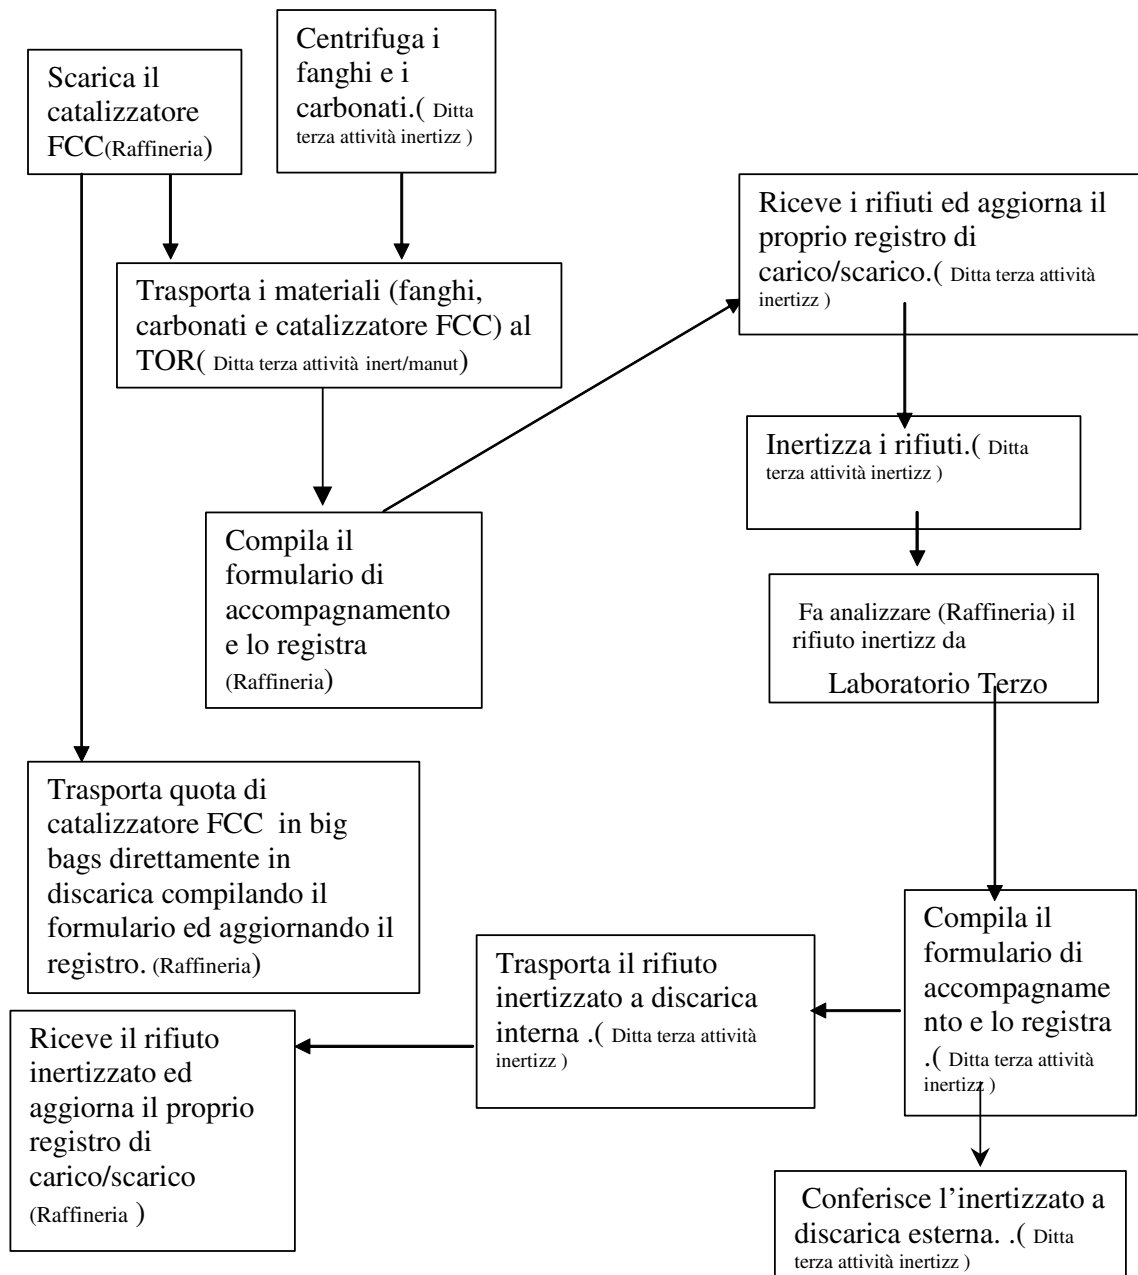 Scarica il
catalizzatore
FCC(Raffineria)
Centrifuga i
fanghi e i
carbonati.( Ditta
terza attività inertizz )
Trasporta i materiali (fanghi,
carbonati e catalizzatore FCC) al
TOR( Ditta terza attività inert/manut)
Riceve i rifiuti ed aggiorna il
proprio registro di
carico/scarico.( Ditta terza attività
inertizz )
Compila il
formulario di
accompagnamento
e lo registra
(Raffineria)
Inertizza i rifiuti.( Ditta
terza attività inertizz )
Fa analizzare (Raffineria) il
rifiuto inertizz da
Laboratorio Terzo
Trasporta quota di
catalizzatore FCC in big
bags direttamente in
discarica compilando il
formulario ed aggiornando il
registro. (Raffineria)
Compila il
formulario di
accompagname
nto e lo registra
.( Ditta terza attività
inertizz )
Trasporta il rifiuto
inertizzato a discarica
interna .( Ditta terza attività
inertizz )
Riceve il rifiuto
inertizzato ed
aggiorna il proprio
registro di
carico/scarico
(Raffineria )
Conferisce l’inertizzato a
discarica esterna. .( Ditta
terza attività inertizz )